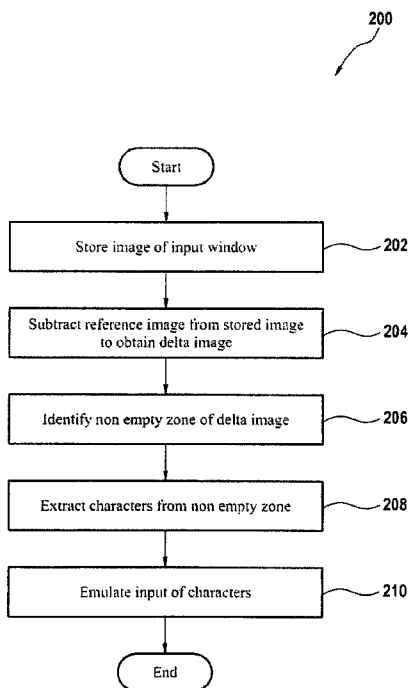 200
Start
Store image of input window
202
Subtract reference image from stored image
to obtain delta image
204
Identify non empty zone of delta image
206
Extract characters from non empty zone
208
Emulate input of characters
210
End